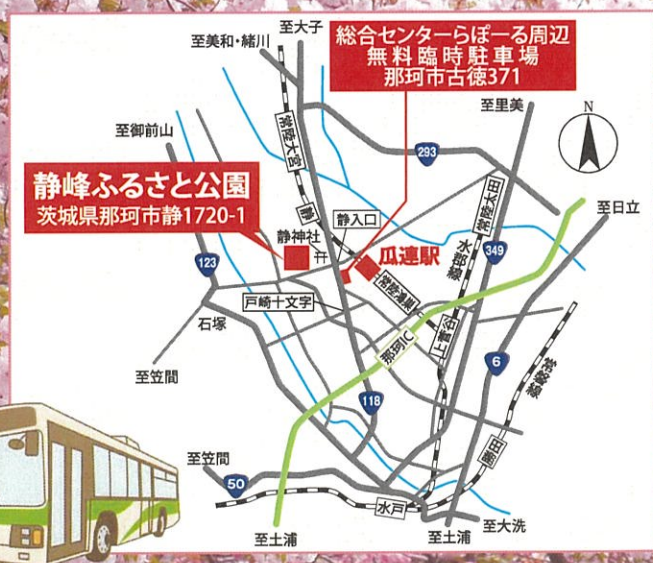 至大子
至美和・緒川
総合センターらぽーる周辺
無料臨時駐車場
那珂市古徳371
至里美
N
至御前山
常陸大宮
293
静峰ふるさと公園
茨城県那珂市静1720-1
静入口
静
常陸太田
至日立
静神社
瓜連駅
水郡線
349
123
常陸鴻巣
戸崎十文字
石塚
上菅谷
那珂IC
6
常磐線
至笠間
118
至笠間
50
水戸
至土浦
至土浦
至大洗